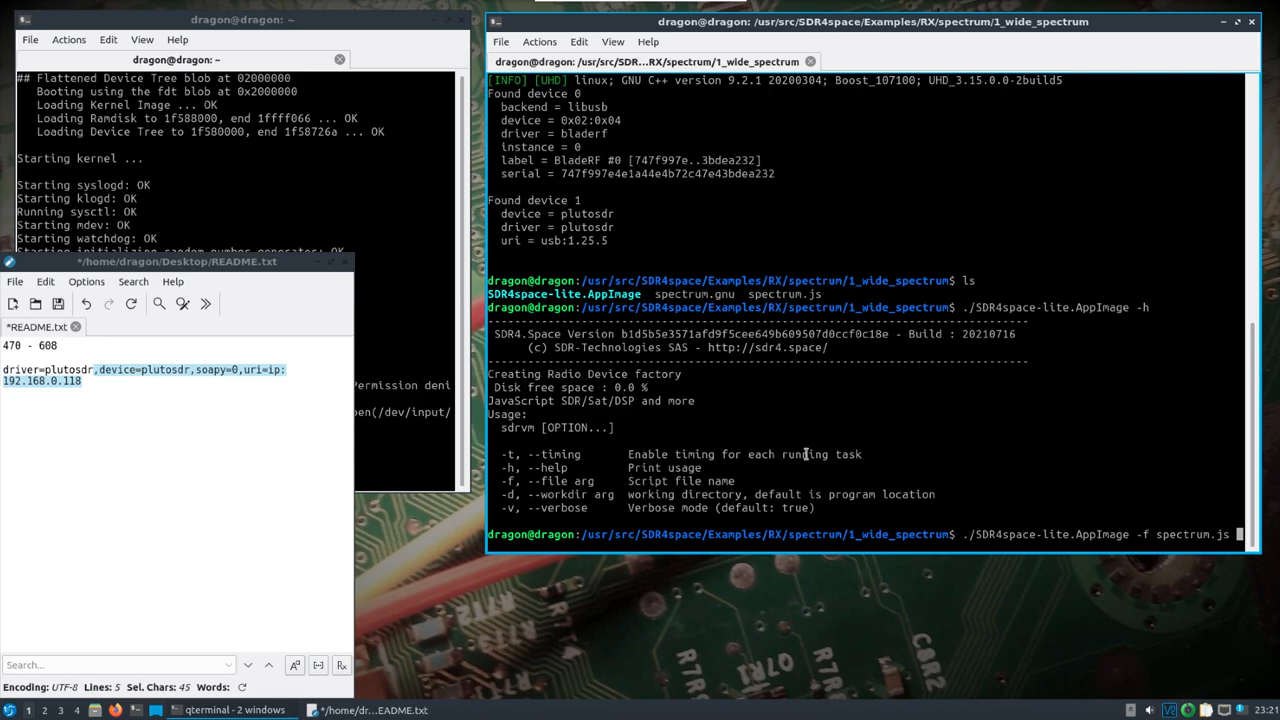 dragon@dragon: ~
File Actions Edit View Help
dragon@dragon: ~
## Flattened Device Tree blob at 02000000
Booting using the fdt blob at 0x2000000
Loading Kernel Image ... OK
Loading Ramdisk to 1f588000, end 1ffff066 ... OK
Loading Device Tree to 1f580000, end 1f58726a ... OK
Starting kernel ...
Starting syslogd: OK
Starting klogd: OK
Running sysctl: OK
Starting mdev: OK
Starting watchdog: OK
Starting initializing random number generator: OK
Permission deni
pen(/dev/input/
*/home/dragon/Desktop/README.txt
File Edit Options Search Help
*README.txt
470 - 608
driver=plutosdr,device=plutosdr,soapy=0,uri=ip:
192.168.0.118
Search...
Encoding: UTF-8 Lines: 5 Sel. Chars: 45 Words:
dragon@dragon: /usr/src/SDR4space/Examples/RX/spectrum/1_wide_spectrum
File Actions Edit View Help
dragon@dragon: /usr/src/SDR...RX/spectrum/1_wide_spectrum
[INFO] [UHD] linux; GNU C++ version 9.2.1 20200304; Boost_107100; UHD_3.15.0.0-2build5
Found device 0
backend = libusb
device = 0x02:0x04
driver = bladerf
instance = 0
label = BladeRF #0 [747f997e..3bdea232]
serial = 747f997e4e1a44e4b72c47e43bdea232
Found device 1
device = plutosdr
driver = plutosdr
uri = usb:1.25.5
dragon@dragon:/usr/src/SDR4space/Examples/RX/spectrum/1_wide_spectrum$ ls
SDR4space-lite.AppImage spectrum.gnu spectrum.js
dragon@dragon:/usr/src/SDR4space/Examples/RX/spectrum/1_wide_spectrum$ ./SDR4space-lite.AppImage -h
---------------------------------------------------------------------------------
SDR4.Space Version b1d5b5e3571afd9f5cee649b609507d0ccf0c18e - Build : 20210716
(c) SDR-Technologies SAS - http://sdr4.space/
---------------------------------------------------------------------------------
Creating Radio Device factory
Disk free space : 0.0 %
JavaScript SDR/Sat/DSP and more
Usage:
sdrvm [OPTION...]
-t, --timing Enable timing for each running task
-h, --help Print usage
-f, --file arg Script file name
-d, --workdir arg working directory, default is program location
-v, --verbose Verbose mode (default: true)
dragon@dragon:/usr/src/SDR4space/Examples/RX/spectrum/1_wide_spectrum$ ./SDR4space-lite.AppImage -f spectrum.js
1 2 3 4 qterminal - 2 windows */home/dr...EADME.txt 23:21